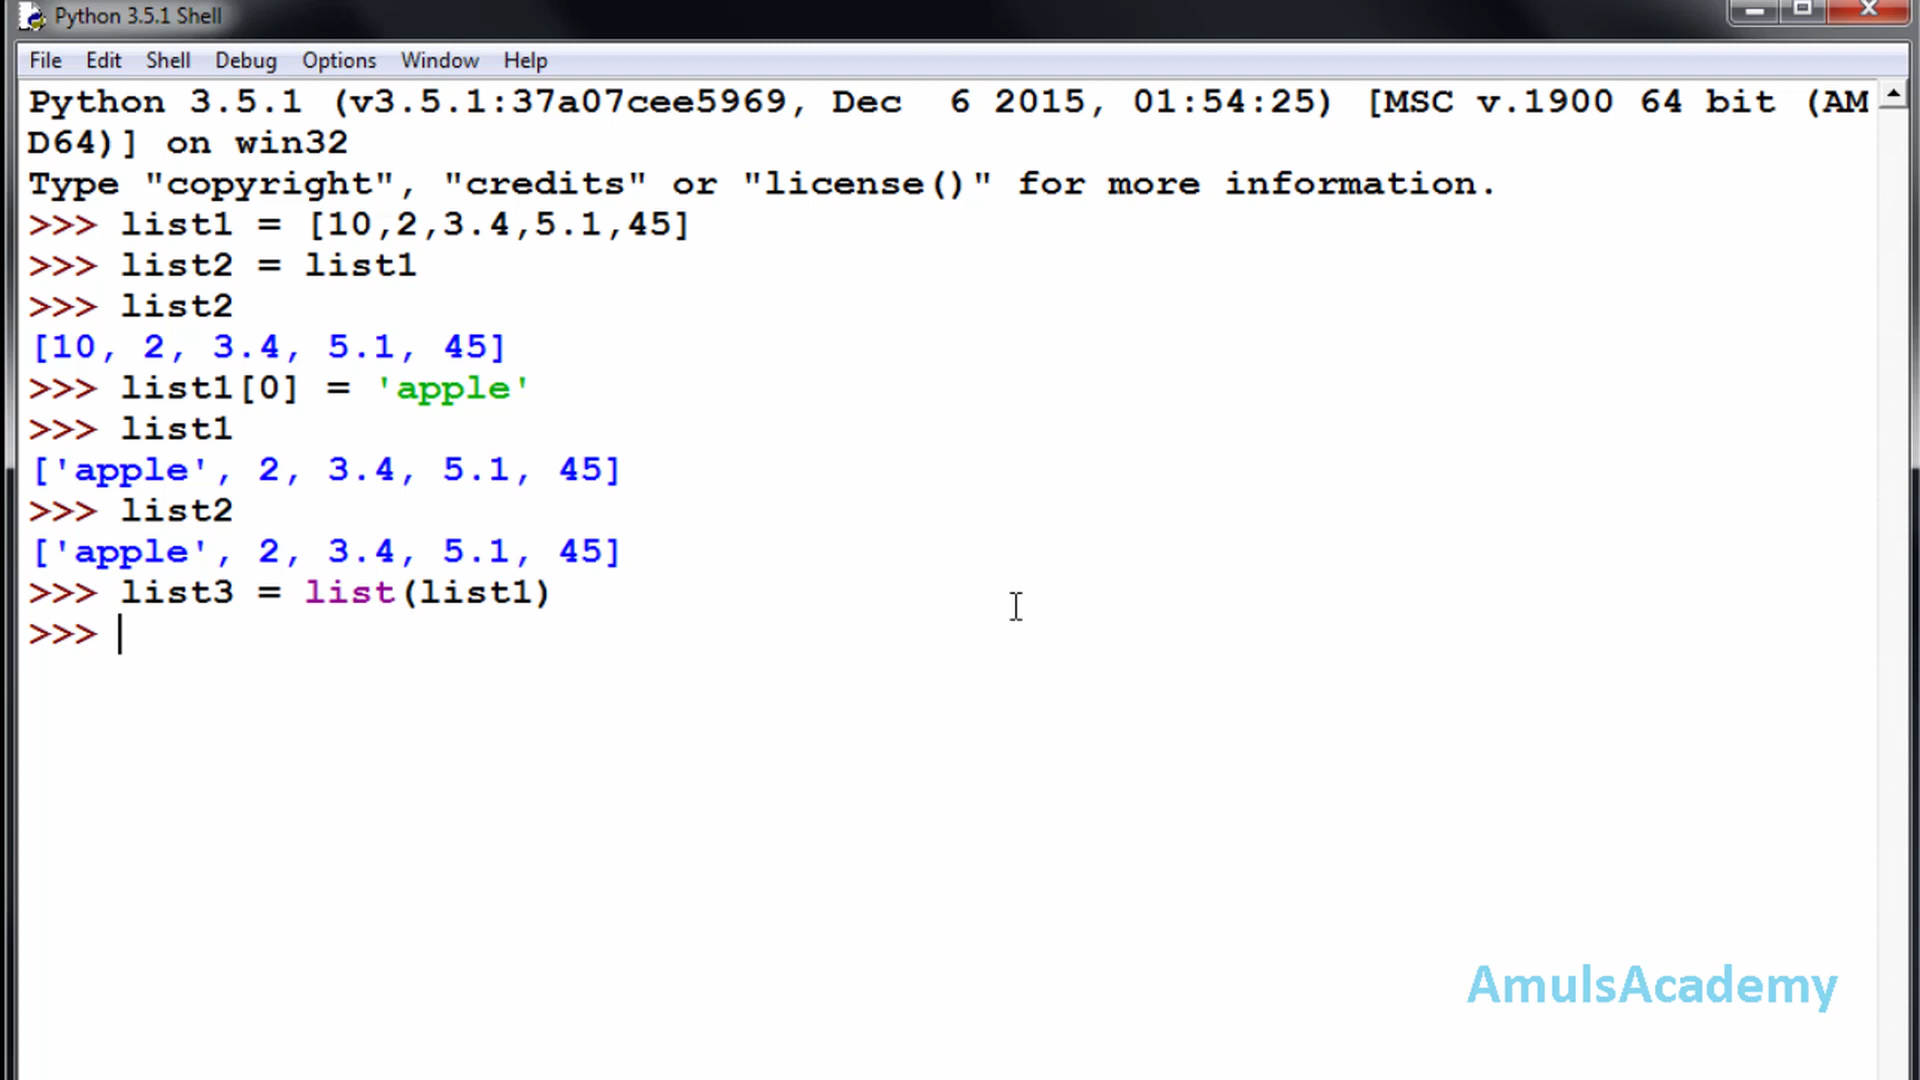 Python 3.5.1 Shell
File Edit Shell Debug Options Window Help
Python 3.5.1 (v3.5.1:37a07cee5969, Dec  6 2015, 01:54:25) [MSC v.1900 64 bit (AM
D64)] on win32
Type "copyright", "credits" or "license()" for more information.
>>> list1 = [10,2,3.4,5.1,45]
>>> list2 = list1
>>> list2
[10, 2, 3.4, 5.1, 45]
>>> list1[0] = 'apple'
>>> list1
['apple', 2, 3.4, 5.1, 45]
>>> list2
['apple', 2, 3.4, 5.1, 45]
>>> list3 = list(list1)
>>>
AmulsAcademy